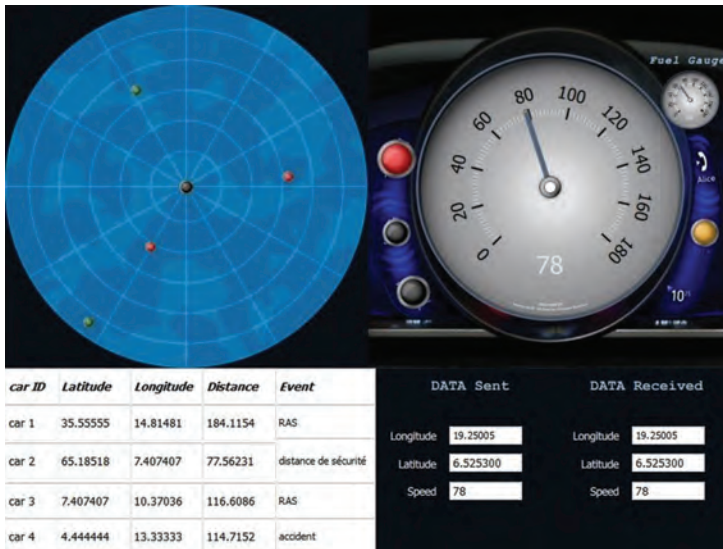 Fuel Gauge
0
20
40
60
80
100
120
140
160
180
78
Alice
10
car ID Latitude Longitude Distance Event
car 1 35.55555 14.81481 184.1154 RAS
car 2 65.18518 7.407407 77.56231 distance de sécurité
car 3 7.407407 10.37036 116.6086 RAS
car 4 4.444444 13.33333 114.7152 accident
DATA Sent
Longitude 19.25005
Latitude 6.525300
Speed 78
DATA Received
Longitude 19.25005
Latitude 6.525300
Speed 78